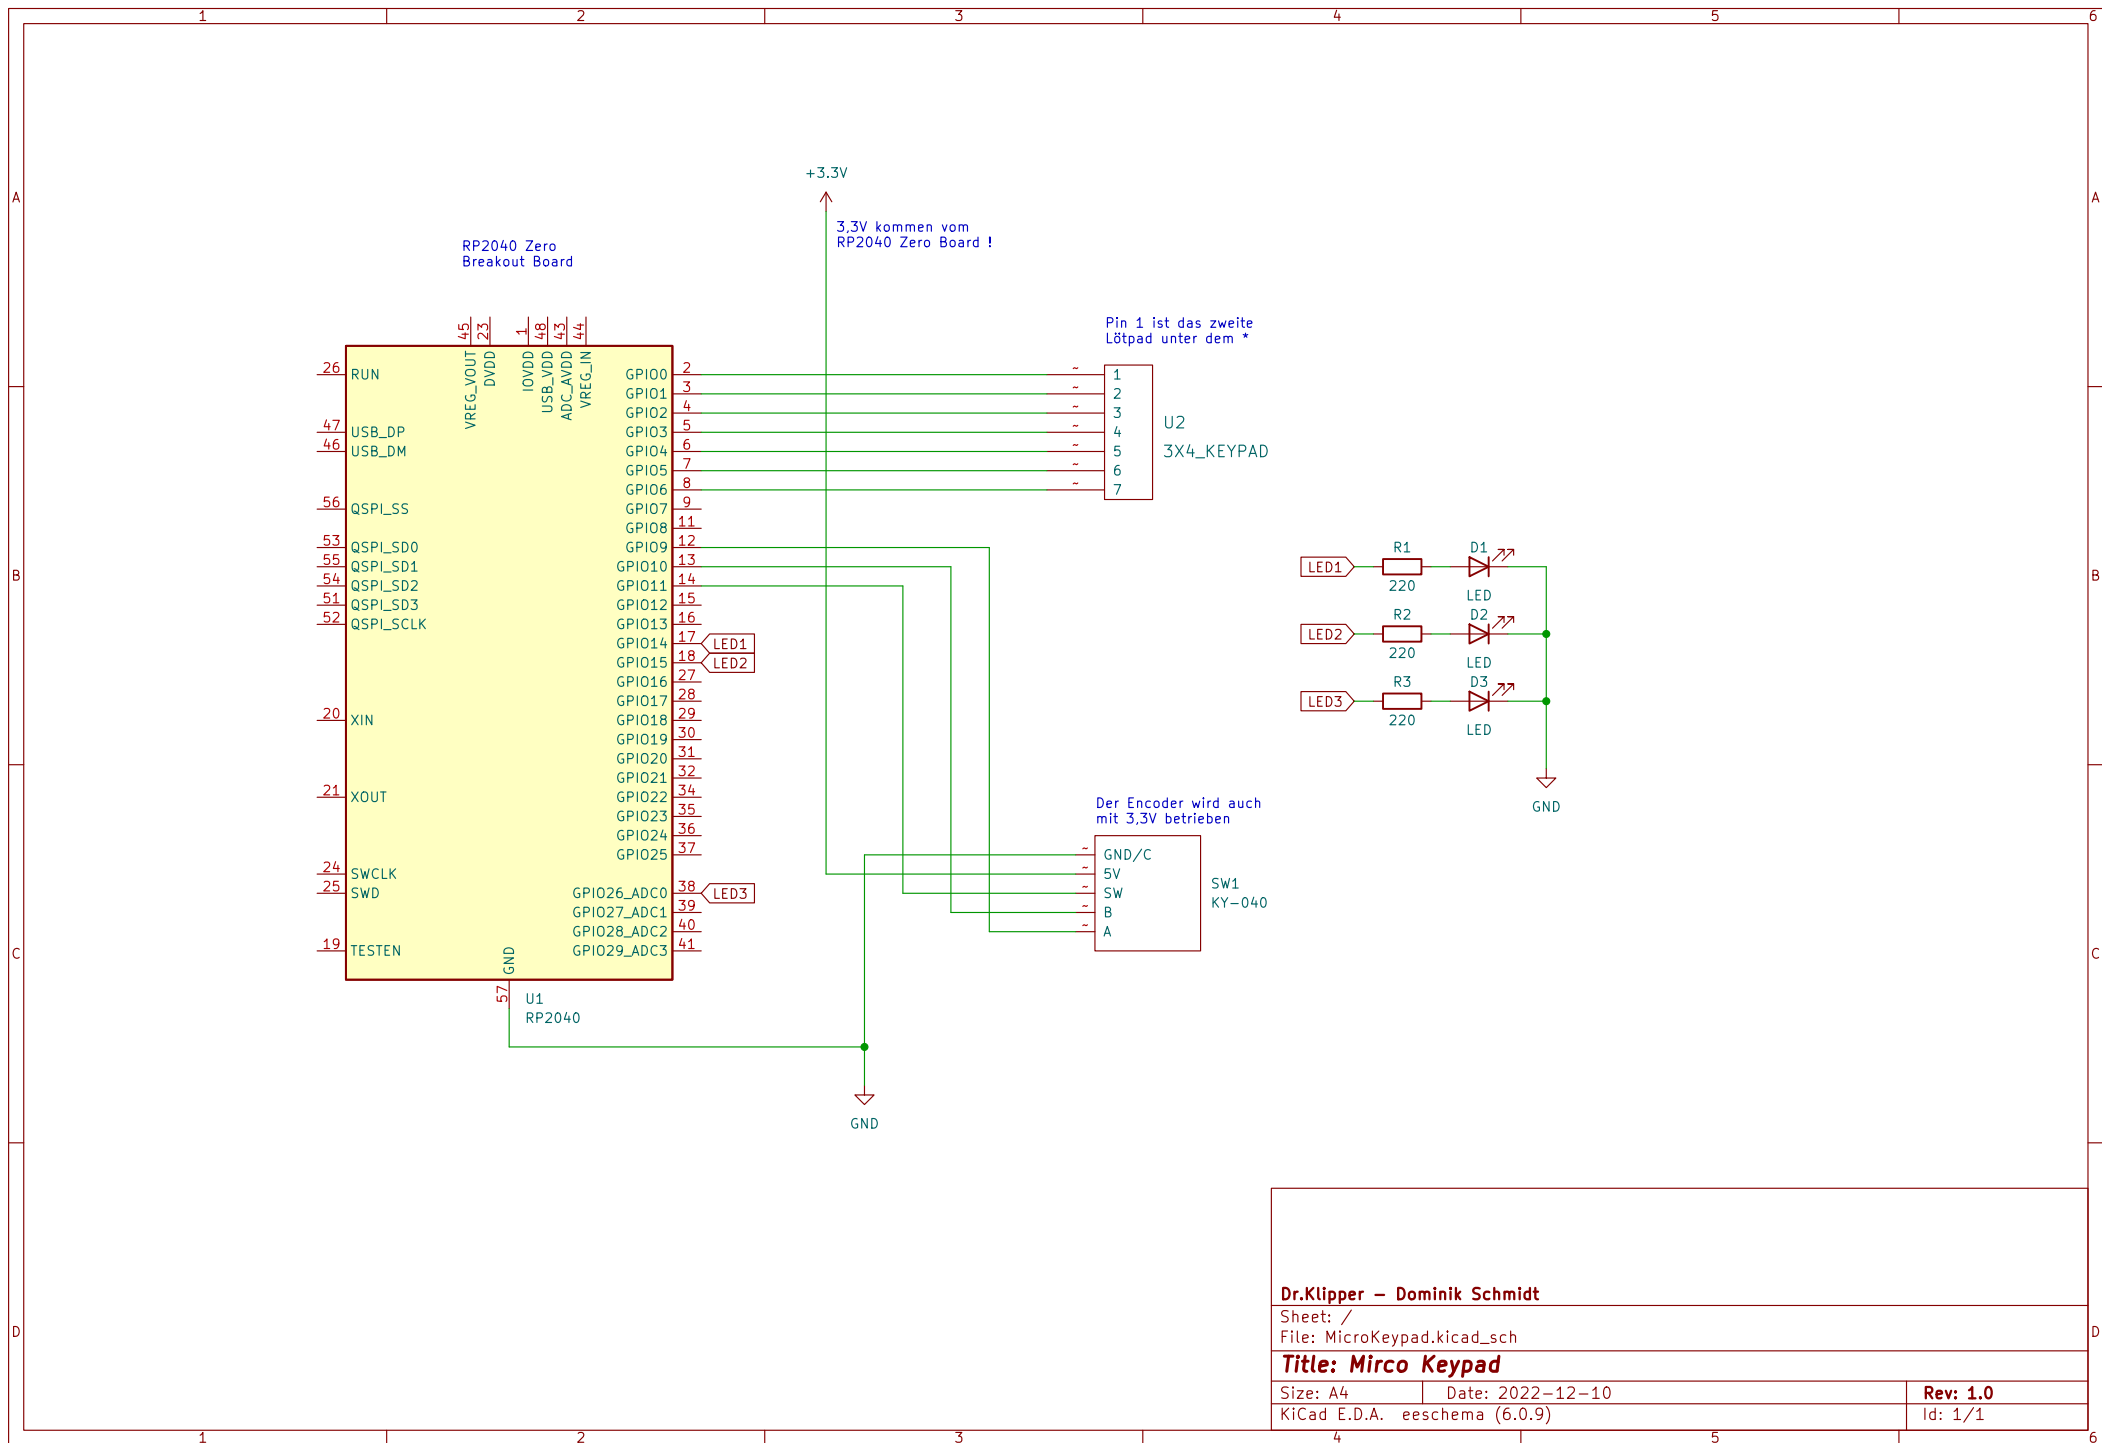 1 2 3 4 5 6
A A
B B
C C
D D
+3.3V
3,3V kommen vom
RP2040 Zero Board !
RP2040 Zero
Breakout Board
45 VREG_VOUT
23 DVDD
1 IOVDD
48 USB_VDD
43 ADC_AVDD
44 VREG_IN
26 RUN
47 USB_DP
46 USB_DM
56 QSPI_SS
53 QSPI_SD0
55 QSPI_SD1
54 QSPI_SD2
51 QSPI_SD3
52 QSPI_SCLK
20 XIN
21 XOUT
24 SWCLK
25 SWD
19 TESTEN
GPIO0 2
GPIO1 3
GPIO2 4
GPIO3 5
GPIO4 6
GPIO5 7
GPIO6 8
GPIO7 9
GPIO8 11
GPIO9 12
GPIO10 13
GPIO11 14
GPIO12 15
GPIO13 16
GPIO14 17 LED1
GPIO15 18 LED2
GPIO16 27
GPIO17 28
GPIO18 29
GPIO19 30
GPIO20 31
GPIO21 32
GPIO22 34
GPIO23 35
GPIO24 36
GPIO25 37
GPIO26_ADC0 38 LED3
GPIO27_ADC1 39
GPIO28_ADC2 40
GPIO29_ADC3 41
GND 57
U1
RP2040
GND
Pin 1 ist das zweite
Lötpad unter dem *
~ 1
~ 2
~ 3
~ 4
~ 5
~ 6
~ 7
U2
3X4_KEYPAD
Der Encoder wird auch
mit 3,3V betrieben
~ GND/C
~ 5V
~ SW
~ B
~ A
SW1
KY-040
LED1 R1 220 D1 LED
LED2 R2 220 D2 LED
LED3 R3 220 D3 LED
GND
Dr.Klipper - Dominik Schmidt
Sheet: /
File: MicroKeypad.kicad_sch
Title: Mirco Keypad
Size: A4 Date: 2022-12-10 Rev: 1.0
KiCad E.D.A. eeschema (6.0.9) Id: 1/1
1 2 3 4 5 6